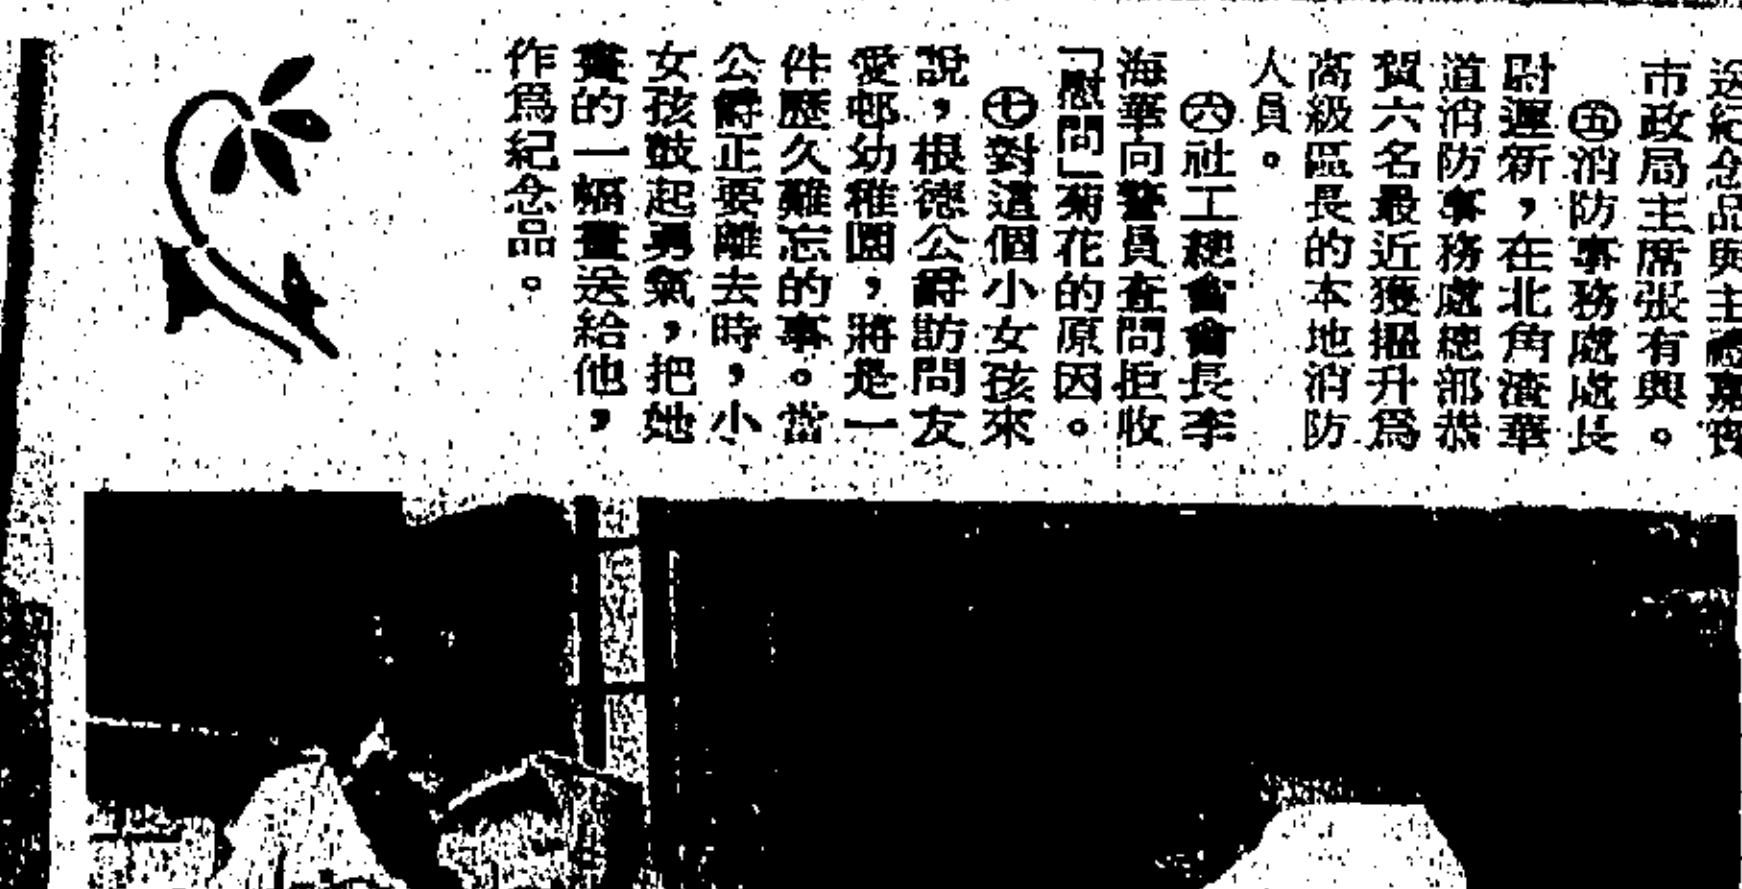 送紀念品與主禮嘉賓
市政局主席張有興。
㊄消防事務處處長
尉遲新,在北角渣華
道消防事務處總部恭
賀六名最近獲擢升為
高級區長的本地消防
人員。
㊅社工總會會長李
海華向警員查問拒收
「慰問」菊花的原因。
㊆對這個小女孩來
說,根德公爵訪問友
愛邨幼稚園,將是一
件歷久難忘的事。當
公爵正要離去時,小
女孩鼓起勇氣,把她
畫的一幅畫送給他,
作爲紀念品。